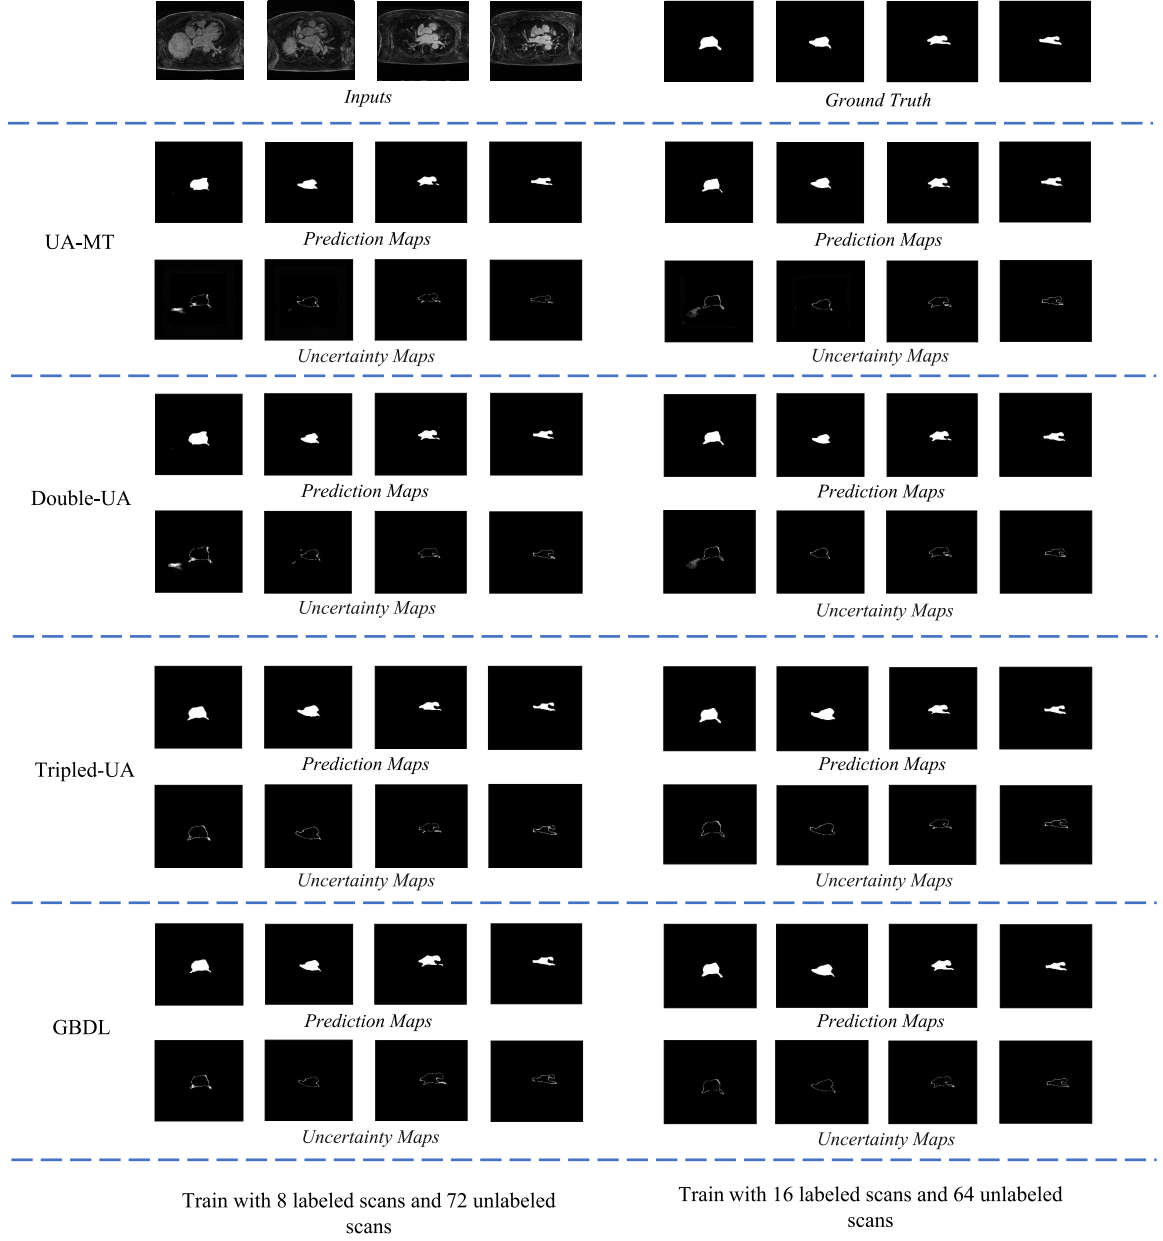 Inputs
Ground Truth
UA-MT
Prediction Maps
Prediction Maps
Uncertainty Maps
Uncertainty Maps
Double-UA
Prediction Maps
Prediction Maps
Uncertainty Maps
Uncertainty Maps
Tripled-UA
Prediction Maps
Prediction Maps
Uncertainty Maps
Uncertainty Maps
GBDL
Prediction Maps
Prediction Maps
Uncertainty Maps
Uncertainty Maps
Train with 8 labeled scans and 72 unlabeled
scans
Train with 16 labeled scans and 64 unlabeled
scans